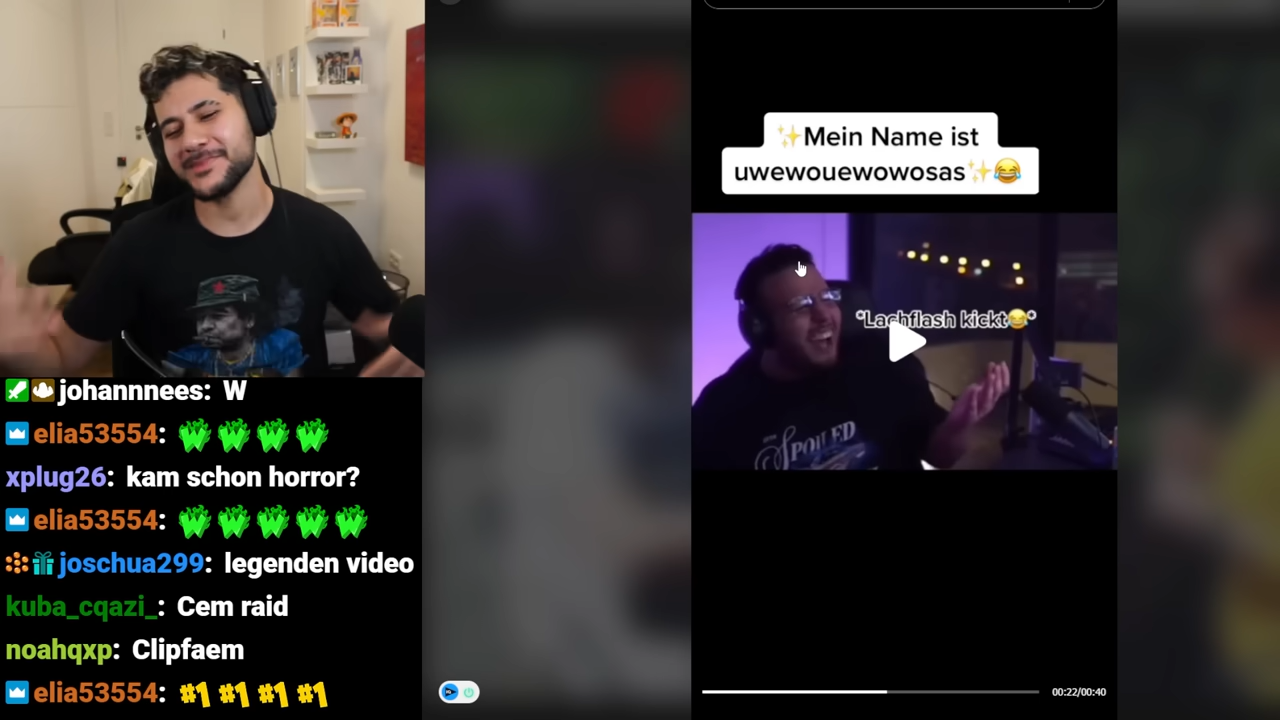 ✨Mein Name ist
uwewouewowosas✨😂
*Lachflash kickt😂*
SPOILED
johannnees: W
elia53554: W W W W
xplug26: kam schon horror?
elia53554: W W W W W
joschua299: legenden video
kuba_cqazi_: Cem raid
noahqxp: Clipfaem
elia53554: #1 #1 #1 #1
00:22/00:40